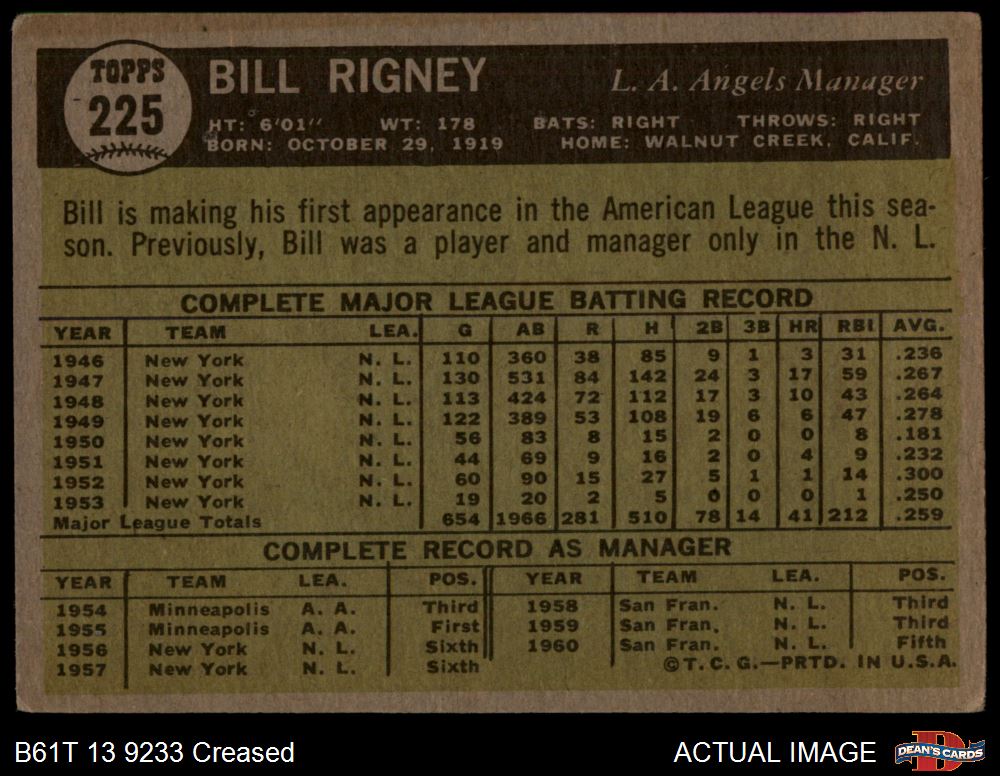 TOPPS
225
BILL RIGNEY
L. A. Angels Manager
HT: 6'01" WT: 178 BATS: RIGHT THROWS: RIGHT
BORN: OCTOBER 29, 1919 HOME: WALNUT CREEK, CALIF.
Bill is making his first appearance in the American League this sea-
son. Previously, Bill was a player and manager only in the N. L.
COMPLETE MAJOR LEAGUE BATTING RECORD
YEAR TEAM LEA. G AB R H 2B 3B HR RBI AVG.
1946 New York N. L. 110 360 38 85 9 1 3 31 .236
1947 New York N. L. 130 531 84 142 24 3 17 59 .267
1948 New York N. L. 113 424 72 112 17 3 10 43 .264
1949 New York N. L. 122 389 53 108 19 6 6 47 .278
1950 New York N. L. 56 83 8 15 2 0 0 8 .181
1951 New York N. L. 44 69 9 16 2 0 4 9 .232
1952 New York N. L. 60 90 15 27 5 1 1 14 .300
1953 New York N. L. 19 20 2 5 0 0 0 1 .250
Major League Totals 654 1966 281 510 78 14 41 212 .259
COMPLETE RECORD AS MANAGER
YEAR TEAM LEA. POS. YEAR TEAM LEA. POS.
1954 Minneapolis A. A. Third 1958 San Fran. N. L. Third
1955 Minneapolis A. A. First 1959 San Fran. N. L. Third
1956 New York N. L. Sixth 1960 San Fran. N. L. Fifth
1957 New York N. L. Sixth ©T. C. G.—PRTD. IN U.S.A.
B61T 13 9233 Creased ACTUAL IMAGE DEAN'S CARDS